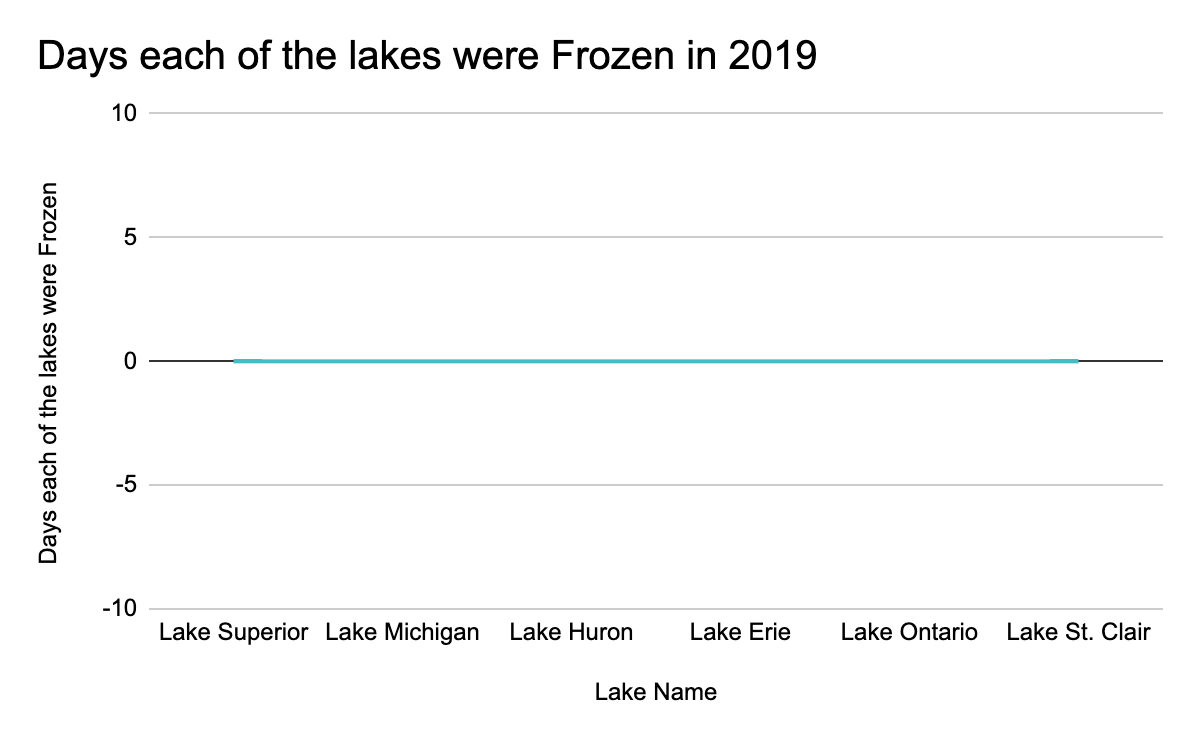 Days each of the lakes were Frozen in 2019
Days each of the lakes were Frozen
10
5
0
-5
-10
Lake Superior Lake Michigan Lake Huron Lake Erie Lake Ontario Lake St. Clair
Lake Name